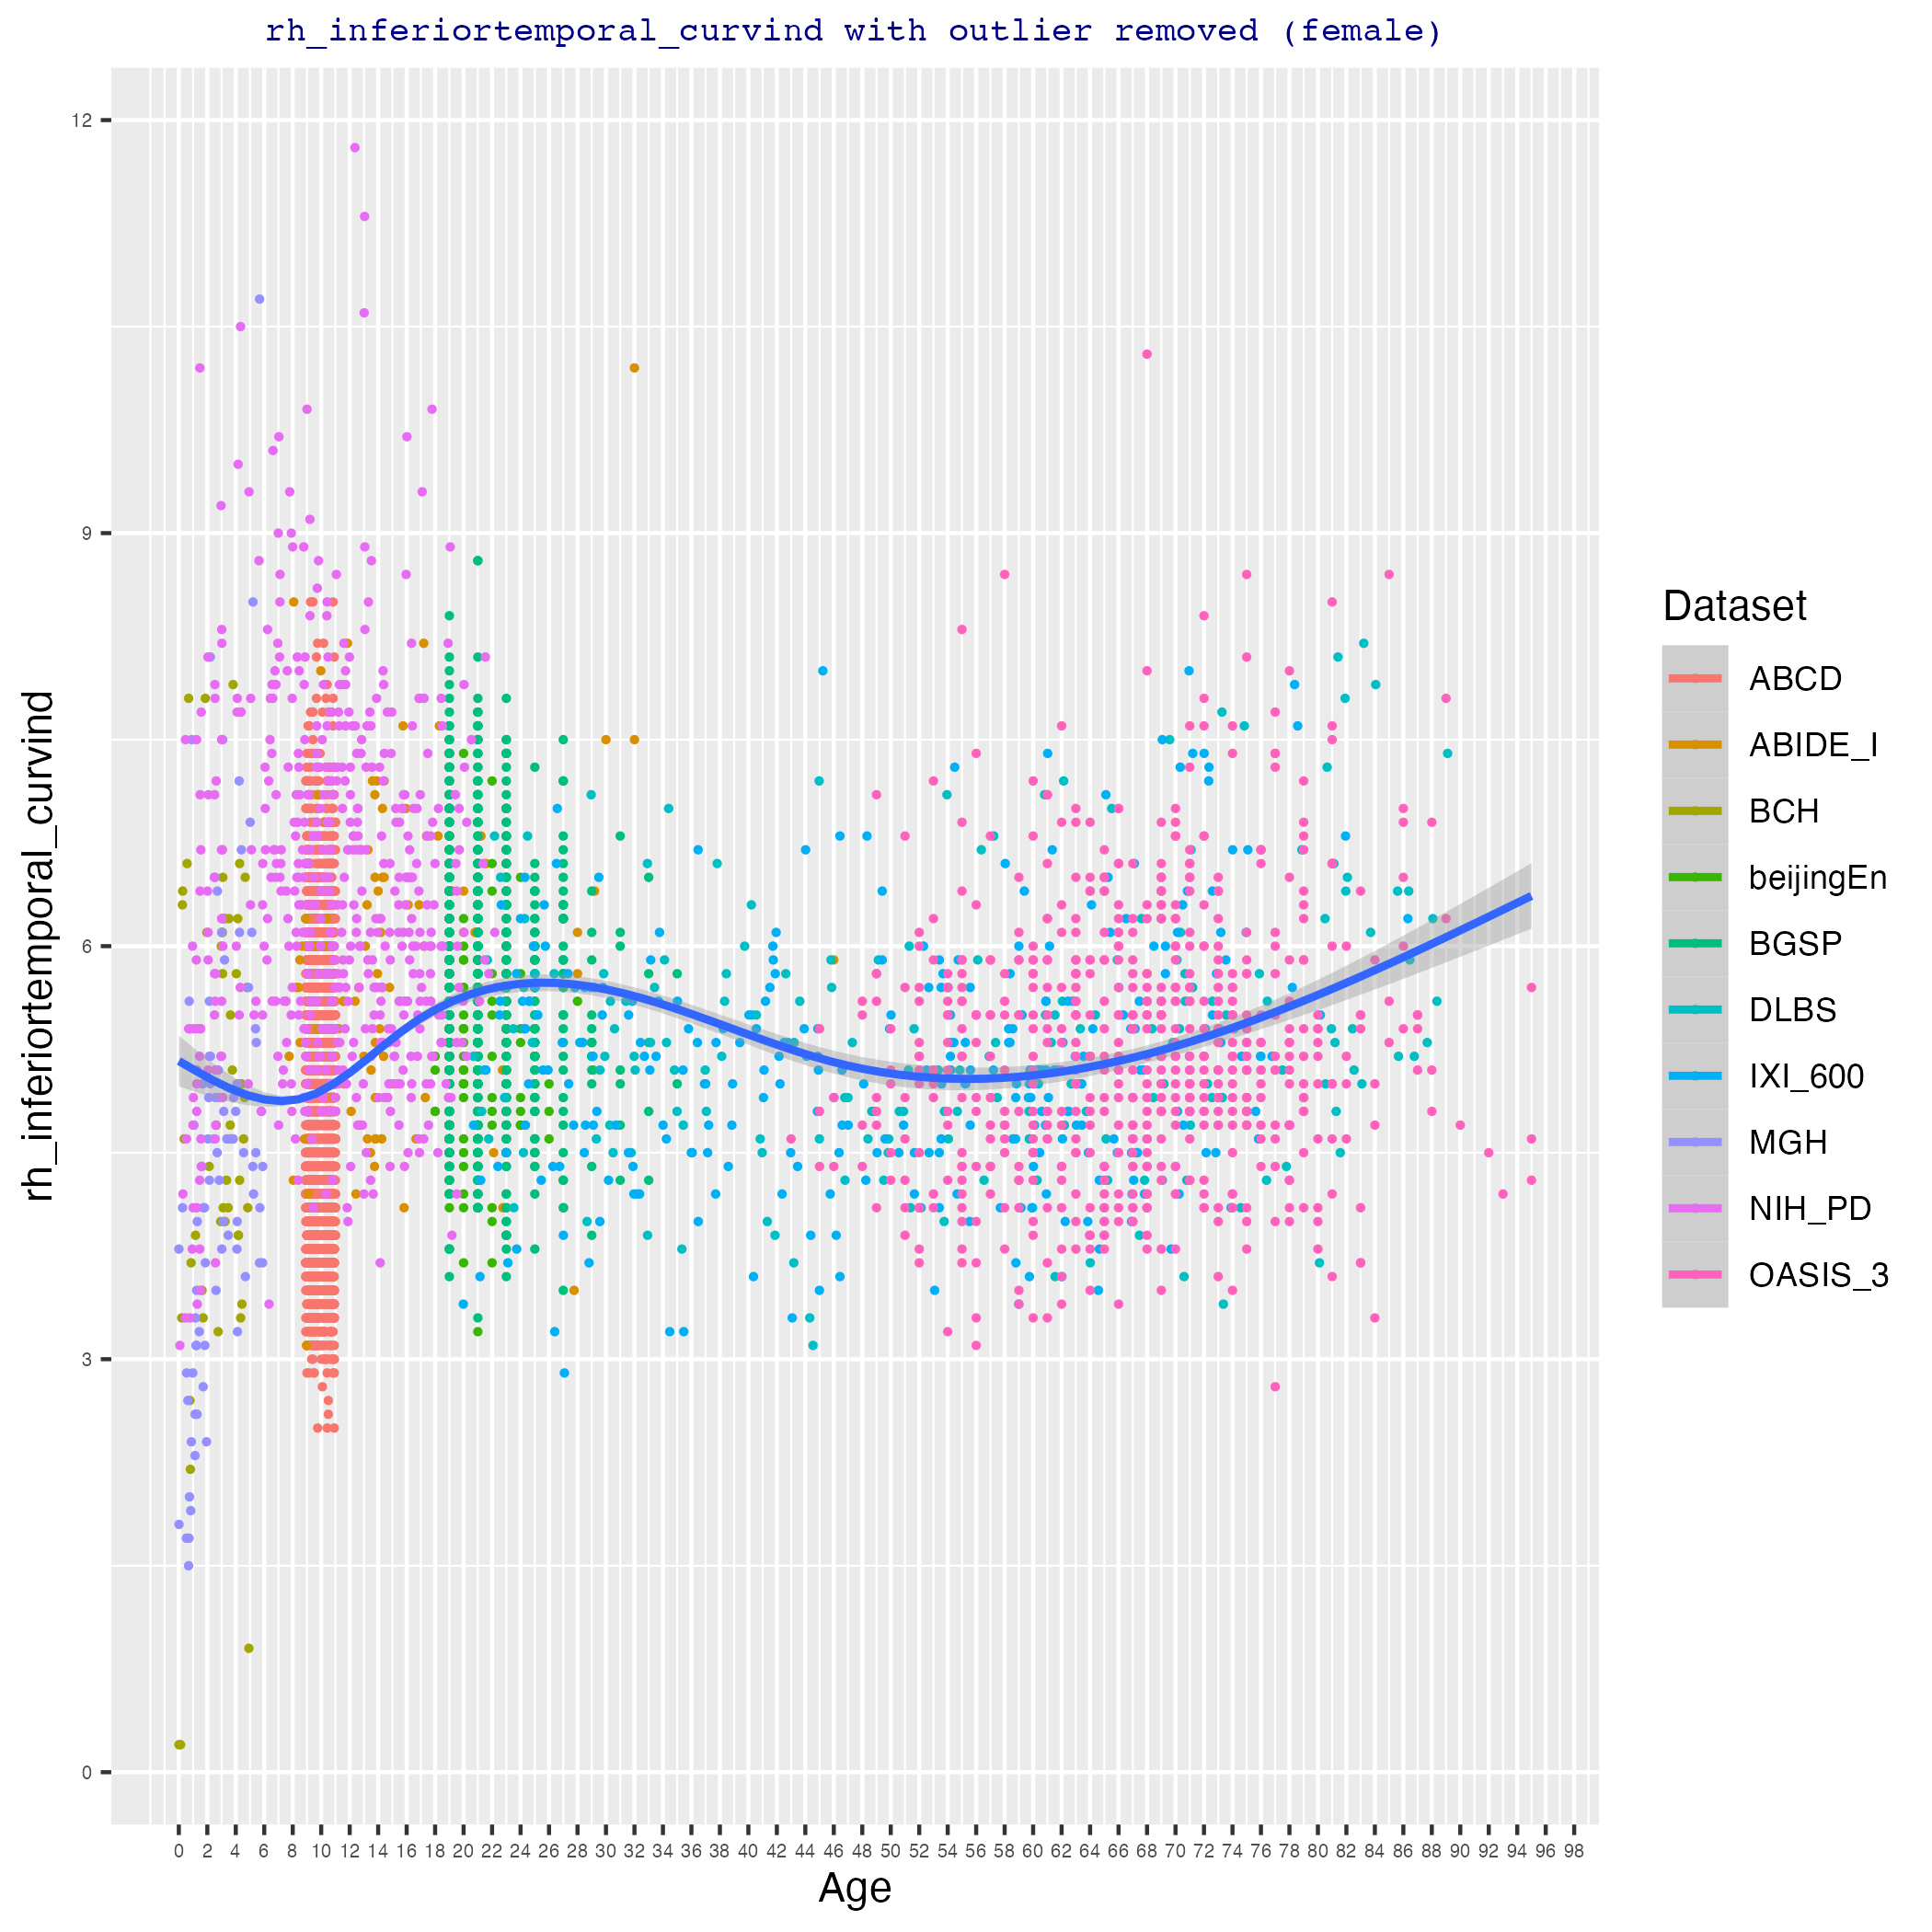 rh_inferiortemporal_curvind with outlier removed (female)
rh_inferiortemporal_curvind
12
9
6
3
0
0 2 4 6 8 10 12 14 16 18 20 22 24 26 28 30 32 34 36 38 40 42 44 46 48 50 52 54 56 58 60 62 64 66 68 70 72 74 76 78 80 82 84 86 88 90 92 94 96 98
Age
Dataset
ABCD
ABIDE_I
BCH
beijingEn
BGSP
DLBS
IXI_600
MGH
NIH_PD
OASIS_3